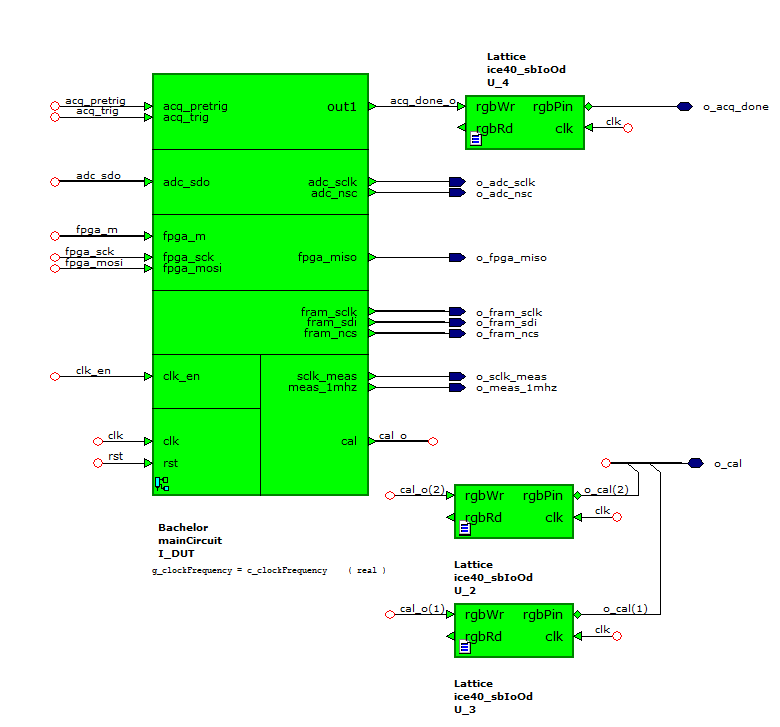 Lattice
ice40_sbIoOd
U_4
acq_pretrig
acq_trig
acq_pretrig
acq_trig
out1
acq_done_o
rgbWr
rgbPin
rgbRd
clk
clk
o_acq_done
adc_sdo
adc_sdo
adc_sclk
adc_nsc
o_adc_sclk
o_adc_nsc
fpga_m
fpga_m
fpga_sck
fpga_mosi
fpga_sck
fpga_mosi
fpga_miso
o_fpga_miso
fram_sclk
fram_sdi
fram_ncs
o_fram_sclk
o_fram_sdi
o_fram_ncs
clk_en
clk_en
sclk_meas
meas_1mhz
o_sclk_meas
o_meas_1mhz
clk
clk
cal
cal_o
rst
rst
o_cal
cal_o(2)
rgbWr
rgbPin
o_cal(2)
rgbRd
clk
clk
Bachelor
mainCircuit
I_DUT
g_clockFrequency = c_clockFrequency ( real )
Lattice
ice40_sbIoOd
U_2
cal_o(1)
rgbWr
rgbPin
o_cal(1)
rgbRd
clk
clk
Lattice
ice40_sbIoOd
U_3